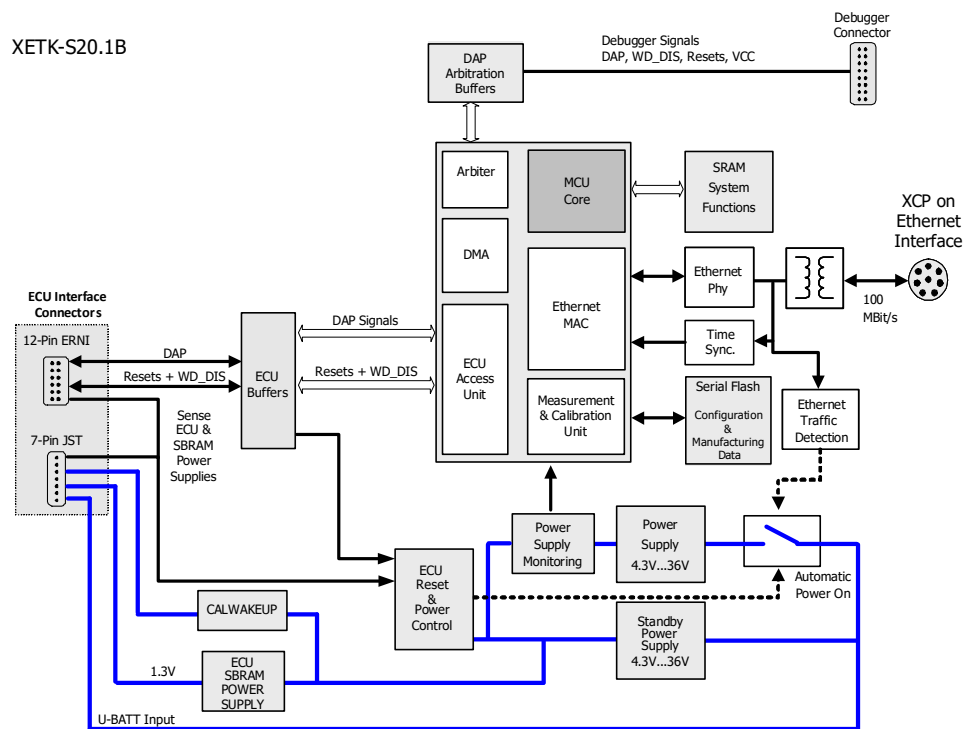 XETK-S20.1B
Debugger
Connector
Debugger Signals
DAP, WD_DIS, Resets, VCC
DAP
Arbitration
Buffers
Arbiter
MCU
Core
SRAM
System
Functions
XCP on
Ethernet
Interface
DMA
Ethernet
MAC
Ethernet
Phy
100
MBit/s
Time
Sync.
ECU Interface
Connectors
12-Pin ERNI
DAP
Resets + WD_DIS
ECU
Buffers
DAP Signals
Resets + WD_DIS
ECU
Access
Unit
Measurement
& Calibration
Unit
Serial Flash
Configuration
&
Manufacturing
Data
Ethernet
Traffic
Detection
7-Pin JST
Sense
ECU &
SBRAM
Power
Supplies
Power
Supply
Monitoring
Power
Supply
4.3V...36V
Automatic
Power On
ECU
Reset
&
Power
Control
CALWAKEUP
Standby
Power
Supply
4.3V...36V
1.3V
ECU
SBRAM
POWER
SUPPLY
U-BATT Input